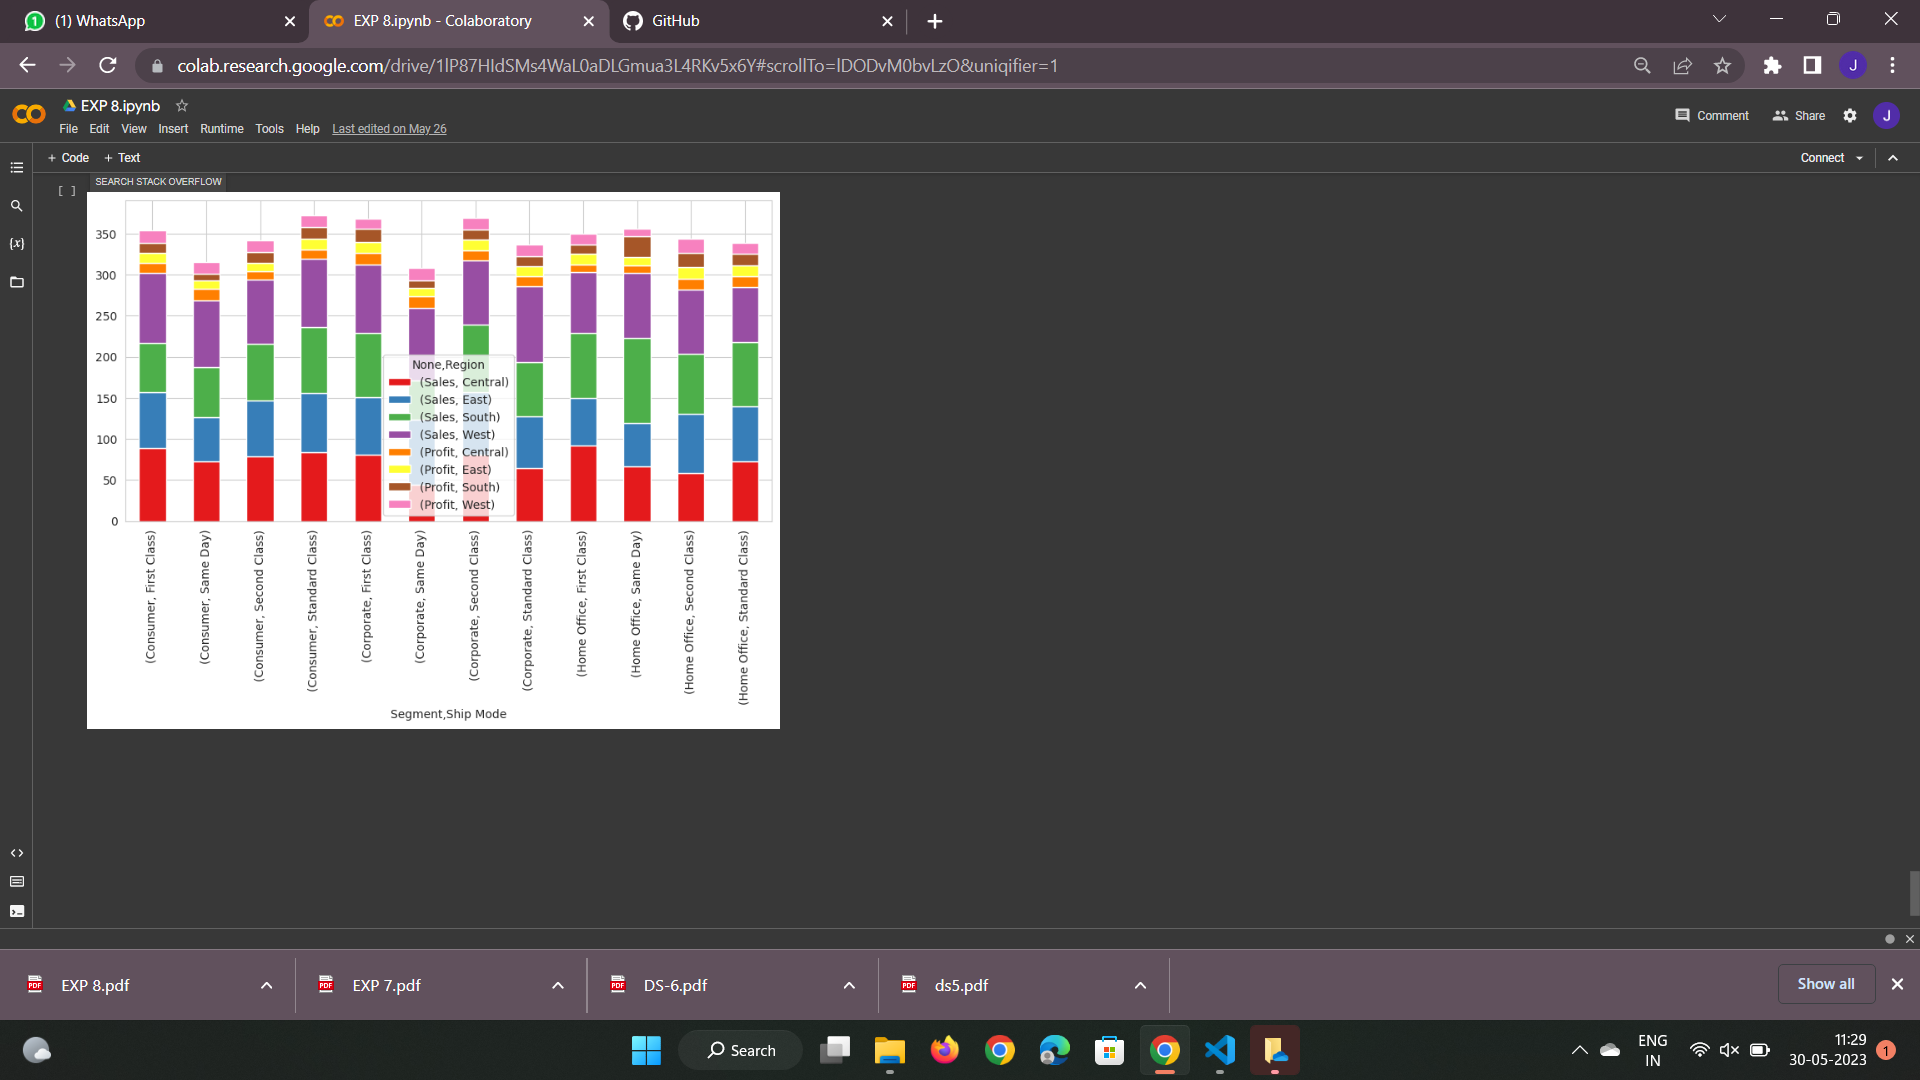 (1) WhatsApp
EXP 8.ipynb - Colaboratory
GitHub
colab.research.google.com/drive/1lP87HIdSMs4WaL0aDLGmua3L4RKv5x6Y#scrollTo=lDODvM0bvLzO&uniqifier=1
J
EXP 8.ipynb
File Edit View Insert Runtime Tools Help Last edited on May 26
Comment Share J
+ Code + Text
Connect
[ ]
SEARCH STACK OVERFLOW
{x}
350
300
250
200
150
100
50
0
None,Region
(Sales, Central)
(Sales, East)
(Sales, South)
(Sales, West)
(Profit, Central)
(Profit, East)
(Profit, South)
(Profit, West)
(Consumer, First Class)
(Consumer, Same Day)
(Consumer, Second Class)
(Consumer, Standard Class)
(Corporate, First Class)
(Corporate, Same Day)
(Corporate, Second Class)
(Corporate, Standard Class)
(Home Office, First Class)
(Home Office, Same Day)
(Home Office, Second Class)
(Home Office, Standard Class)
Segment,Ship Mode
PDF EXP 8.pdf
PDF EXP 7.pdf
PDF DS-6.pdf
PDF ds5.pdf
Show all
Search
ENG
IN
11:29
30-05-2023
1